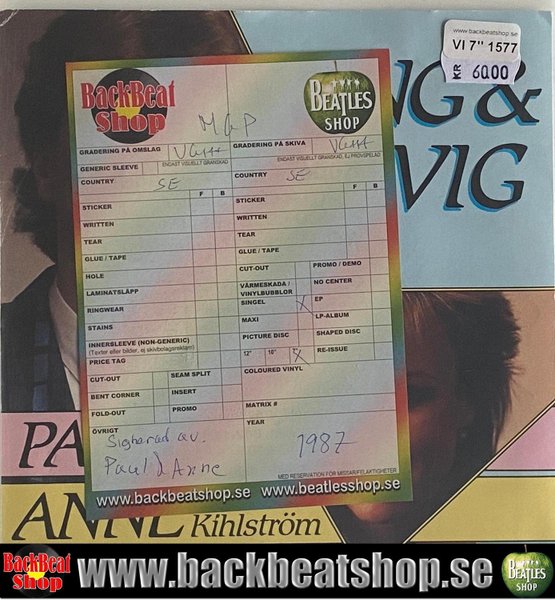 www.backbeatshop.se
VI 7" 1577
KR 60.00
NG &
VIG
BackBeat
Shop
BEATLES
SHOP
MGP
GRADERING PÅ OMSLAG VG++
ENDAST VISUELLT GRANSKAD
GENERIC SLEEVE
COUNTRY SE
F B
STICKER
WRITTEN
TEAR
GLUE / TAPE
HOLE
LAMINATSLÄPP
RINGWEAR
STAINS
INNERSLEEVE (NON-GENERIC)
(Texter eller bilder, ej skivbolagsreklam)
PRICE TAG
CUT-OUT
SEAM SPLIT
BENT CORNER
INSERT
FOLD-OUT
PROMO
ÖVRIGT
Signerad av.
Paul & Anne
GRADERING PÅ SKIVA VG++
ENDAST VISUELLT GRANSKAD, EJ PROVSPELAD
COUNTRY SE
F B
STICKER
WRITTEN
TEAR
GLUE / TAPE
CUT-OUT
PROMO / DEMO
VÄRMESKADA /
VINYLBUBBLOR
NO CENTER
SINGEL X
EP
MAXI
LP-ALBUM
PICTURE DISC
SHAPED DISC
12" 10" 7" X
RE-ISSUE
COLOURED VINYL
MATRIX #
YEAR
1987
MED RESERVATION FÖR MISSAR/FELAKTIGHETER
www.backbeatshop.se www.beatlesshop.se
PA
ANNE Kihlström
BackBeat
Shop
www.backbeatshop.se
BEATLES
SHOP